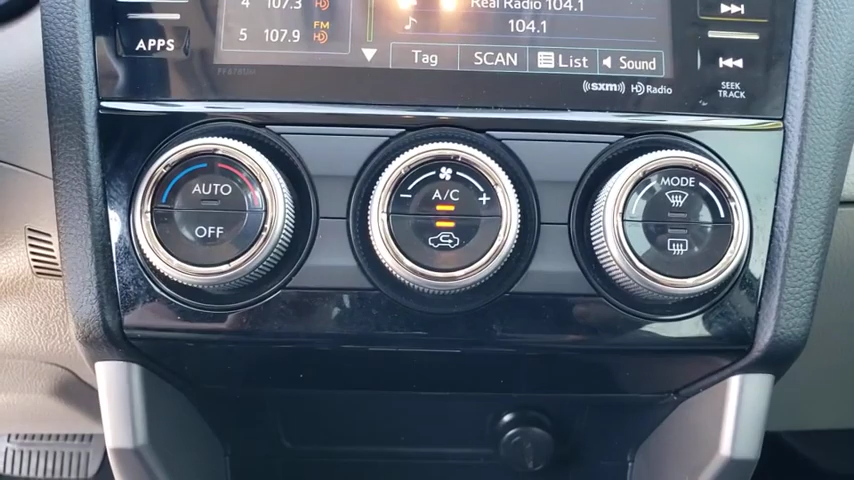 4 107.3
Real Radio 104.1
FM
5 107.9
104.1
APPS
Tag SCAN List Sound
((sxm)) HD Radio
SEEK
TRACK
AUTO
OFF
A/C
- +
MODE